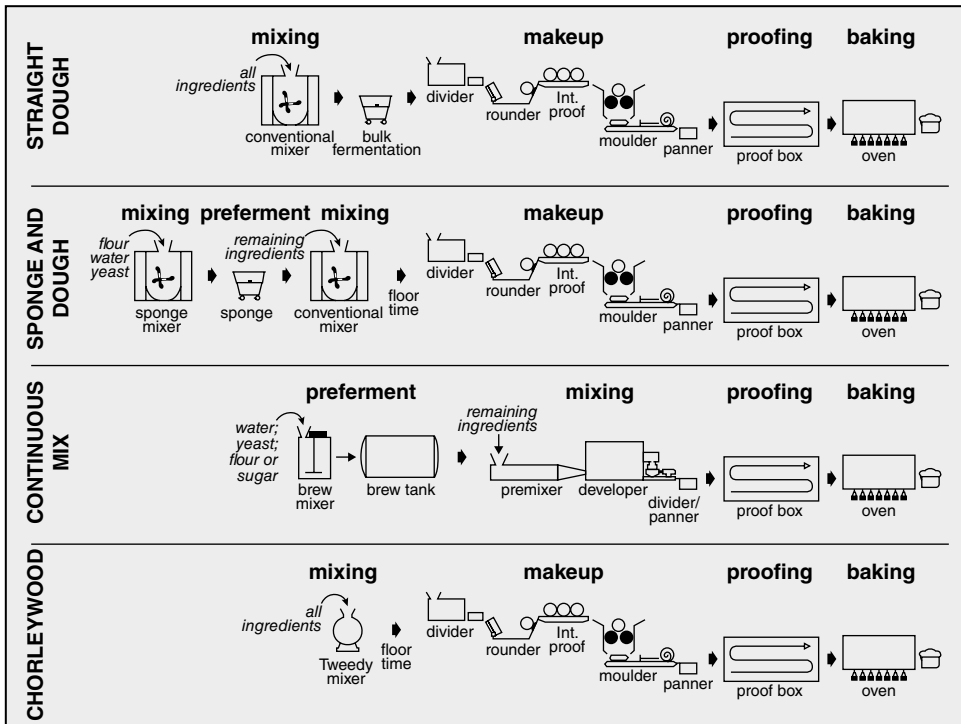 STRAIGHT
DOUGH
mixing
makeup
proofing
baking
all
ingredients
conventional
mixer
bulk
fermentation
divider
rounder
Int.
proof
moulder
panner
proof box
oven
SPONGE AND
DOUGH
mixing
preferment
mixing
makeup
proofing
baking
flour
water
yeast
sponge
mixer
sponge
remaining
ingredients
conventional
mixer
floor
time
divider
rounder
Int.
proof
moulder
panner
proof box
oven
CONTINUOUS
MIX
preferment
mixing
proofing
baking
water;
yeast;
flour or
sugar
brew
mixer
brew tank
remaining
ingredients
premixer
developer
divider/
panner
proof box
oven
CHORLEYWOOD
mixing
makeup
proofing
baking
all
ingredients
Tweedy
mixer
floor
time
divider
rounder
Int.
proof
moulder
panner
proof box
oven